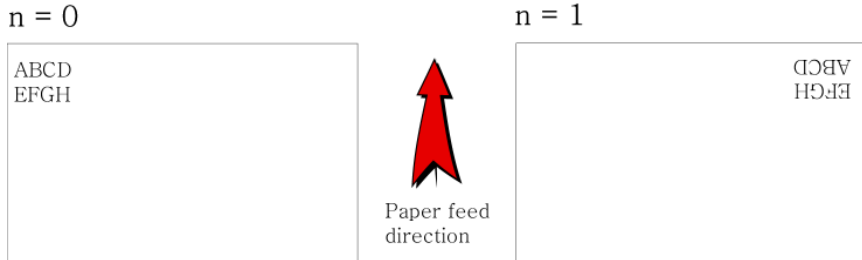 n = 0
ABCD
EFGH
Paper feed
direction
n = 1
ABCD
EFGH